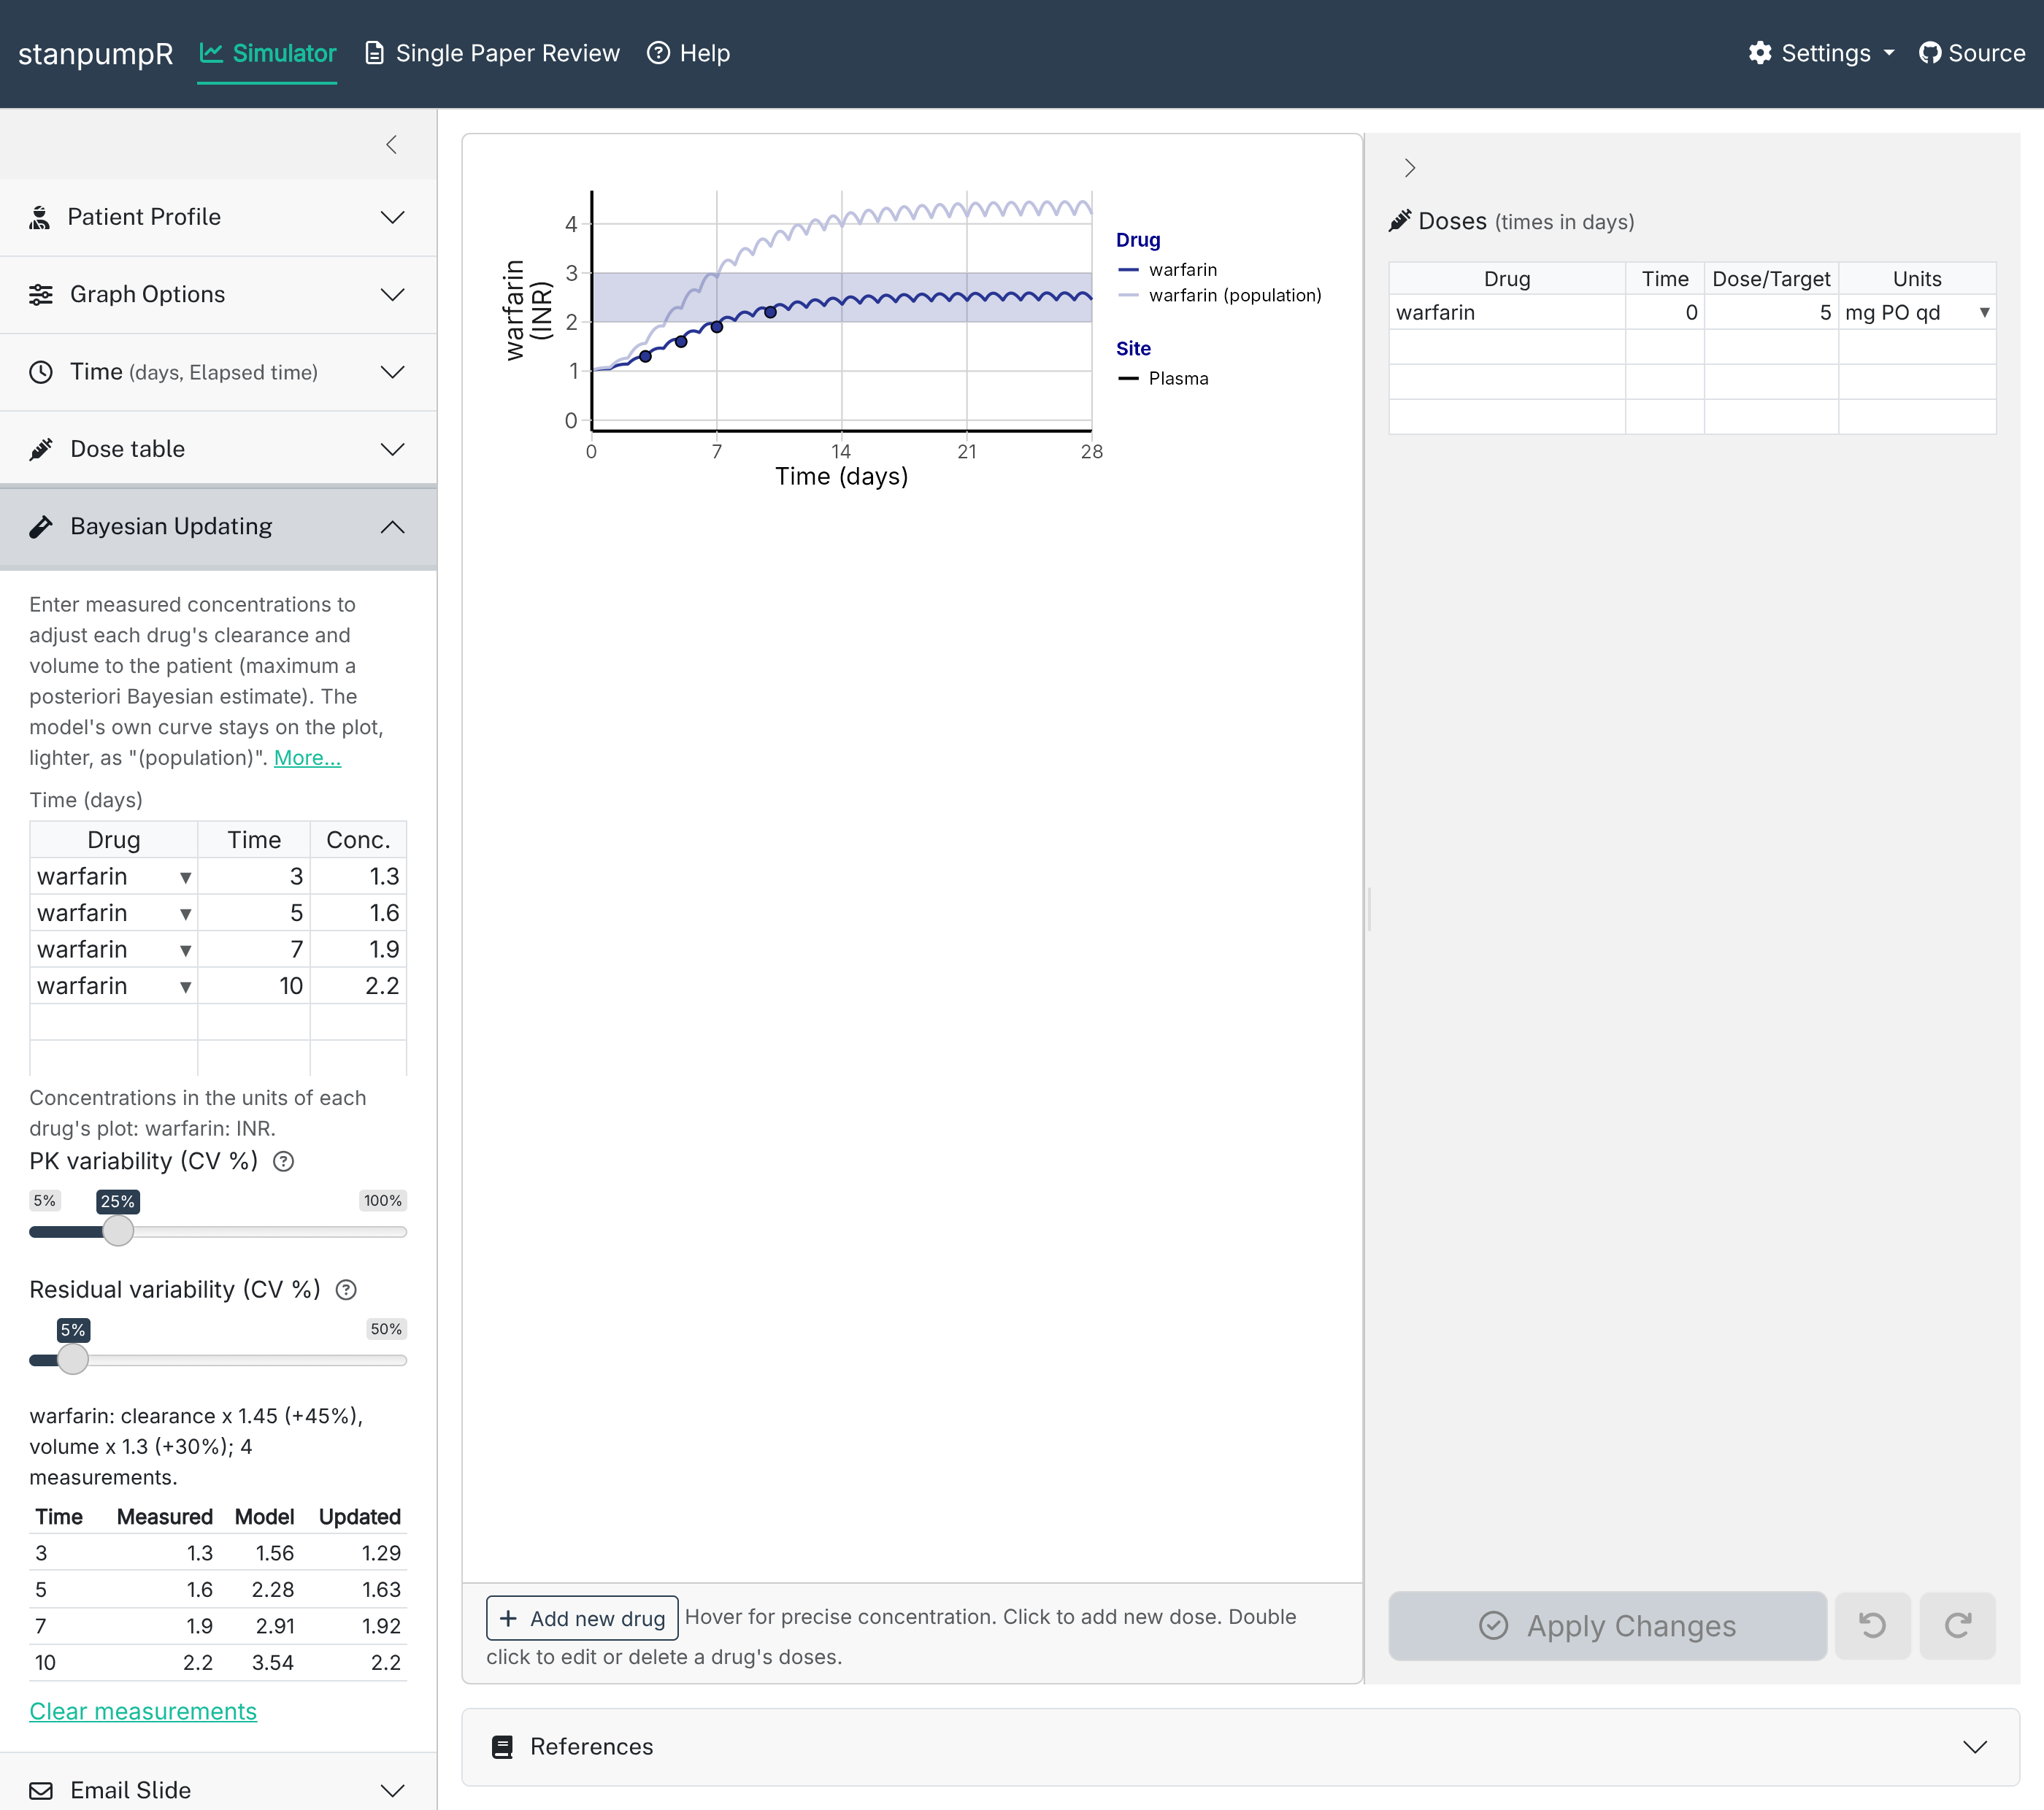 stanpumpR Simulator Single Paper Review Help Settings Source
Patient Profile
Graph Options
Time (days, Elapsed time)
Dose table
Bayesian Updating
Enter measured concentrations to
adjust each drug's clearance and
volume to the patient (maximum a
posteriori Bayesian estimate). The
model's own curve stays on the plot,
lighter, as "(population)". More...
Time (days)
Drug Time Conc.
warfarin 3 1.3
warfarin 5 1.6
warfarin 7 1.9
warfarin 10 2.2
Concentrations in the units of each
drug's plot: warfarin: INR.
PK variability (CV %)
5% 25% 100%
Residual variability (CV %)
5% 50%
warfarin: clearance x 1.45 (+45%),
volume x 1.3 (+30%); 4
measurements.
Time Measured Model Updated
3 1.3 1.56 1.29
5 1.6 2.28 1.63
7 1.9 2.91 1.92
10 2.2 3.54 2.2
Clear measurements
Email Slide
warfarin
(INR)
4
3
2
1
0
0 7 14 21 28
Time (days)
Drug
warfarin
warfarin (population)
Site
Plasma
+ Add new drug Hover for precise concentration. Click to add new dose. Double
click to edit or delete a drug's doses.
Doses (times in days)
Drug Time Dose/Target Units
warfarin 0 5 mg PO qd
Apply Changes
References